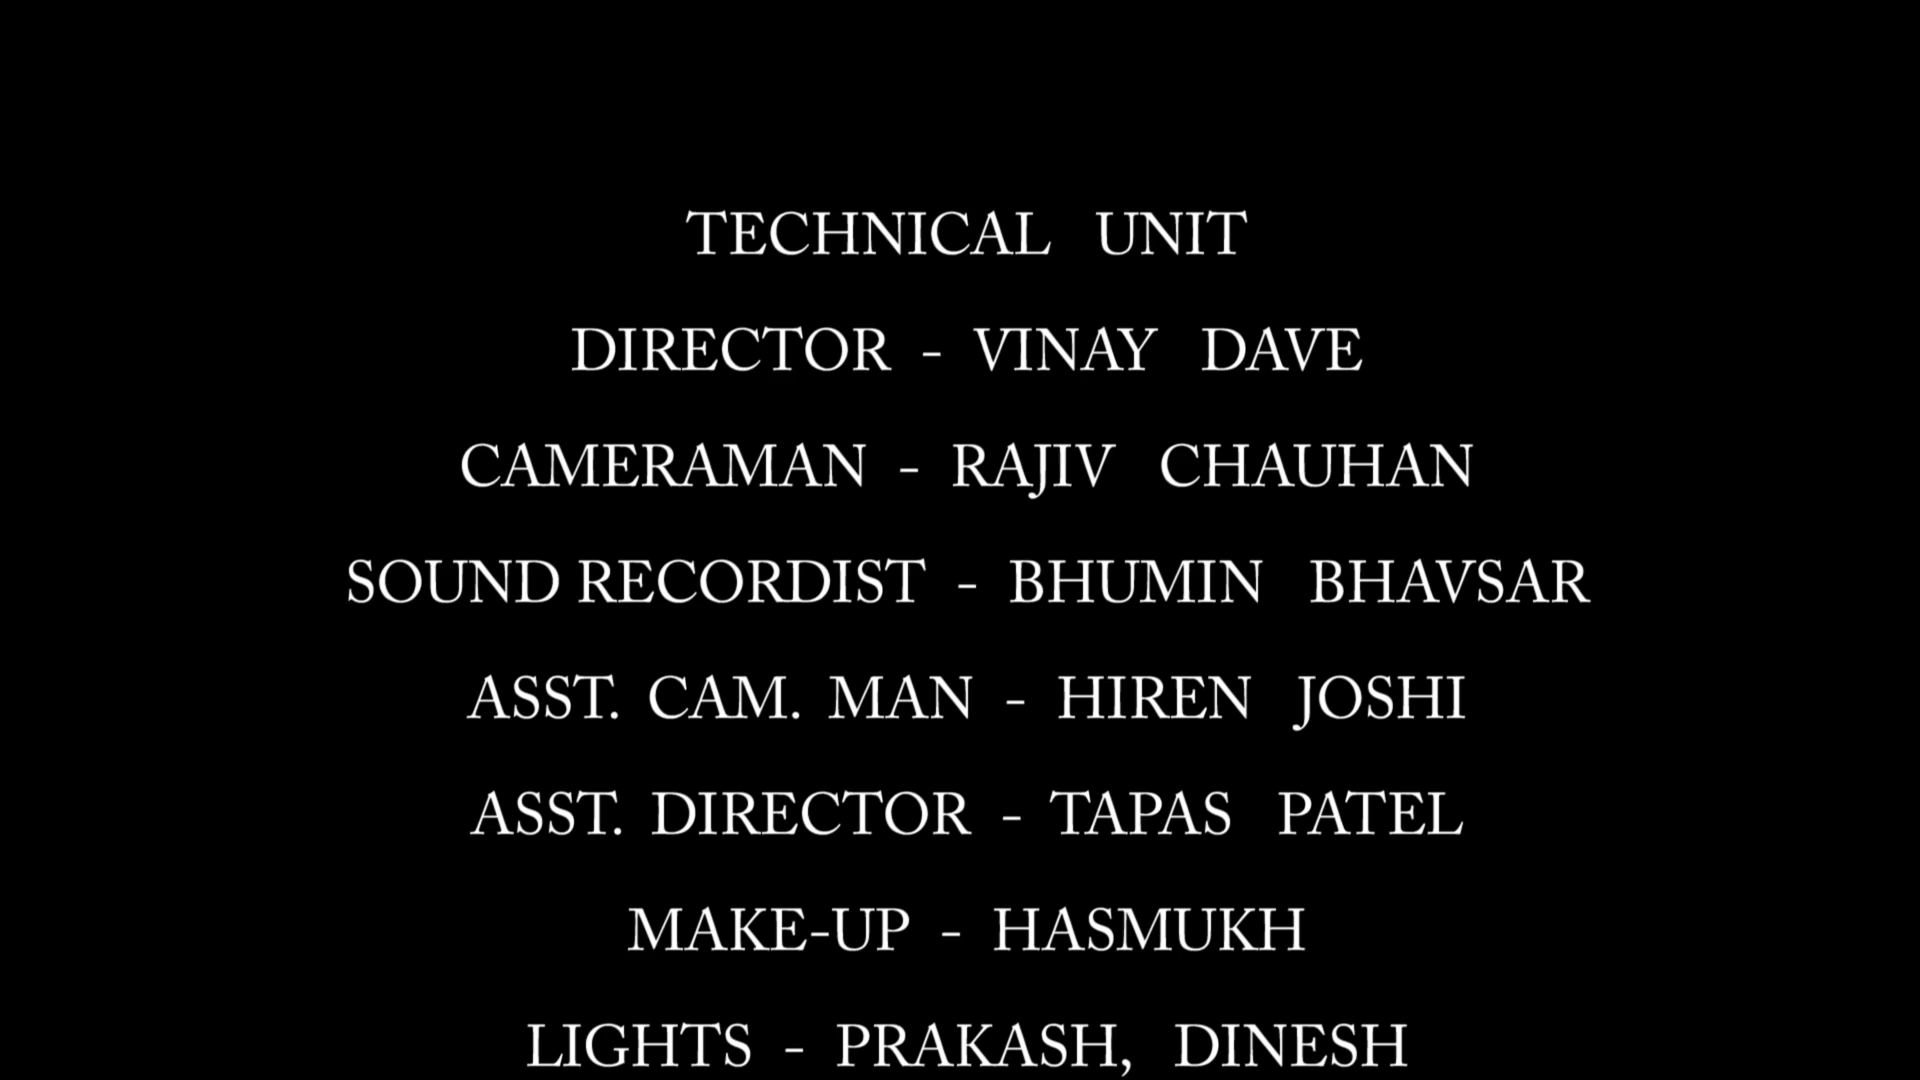 TECHNICAL UNIT
DIRECTOR - VINAY DAVE
CAMERAMAN - RAJIV CHAUHAN
SOUND RECORDIST - BHUMIN BHAVSAR
ASST. CAM. MAN - HIREN JOSHI
ASST. DIRECTOR - TAPAS PATEL
MAKE-UP - HASMUKH
LIGHTS - PRAKASH, DINESH